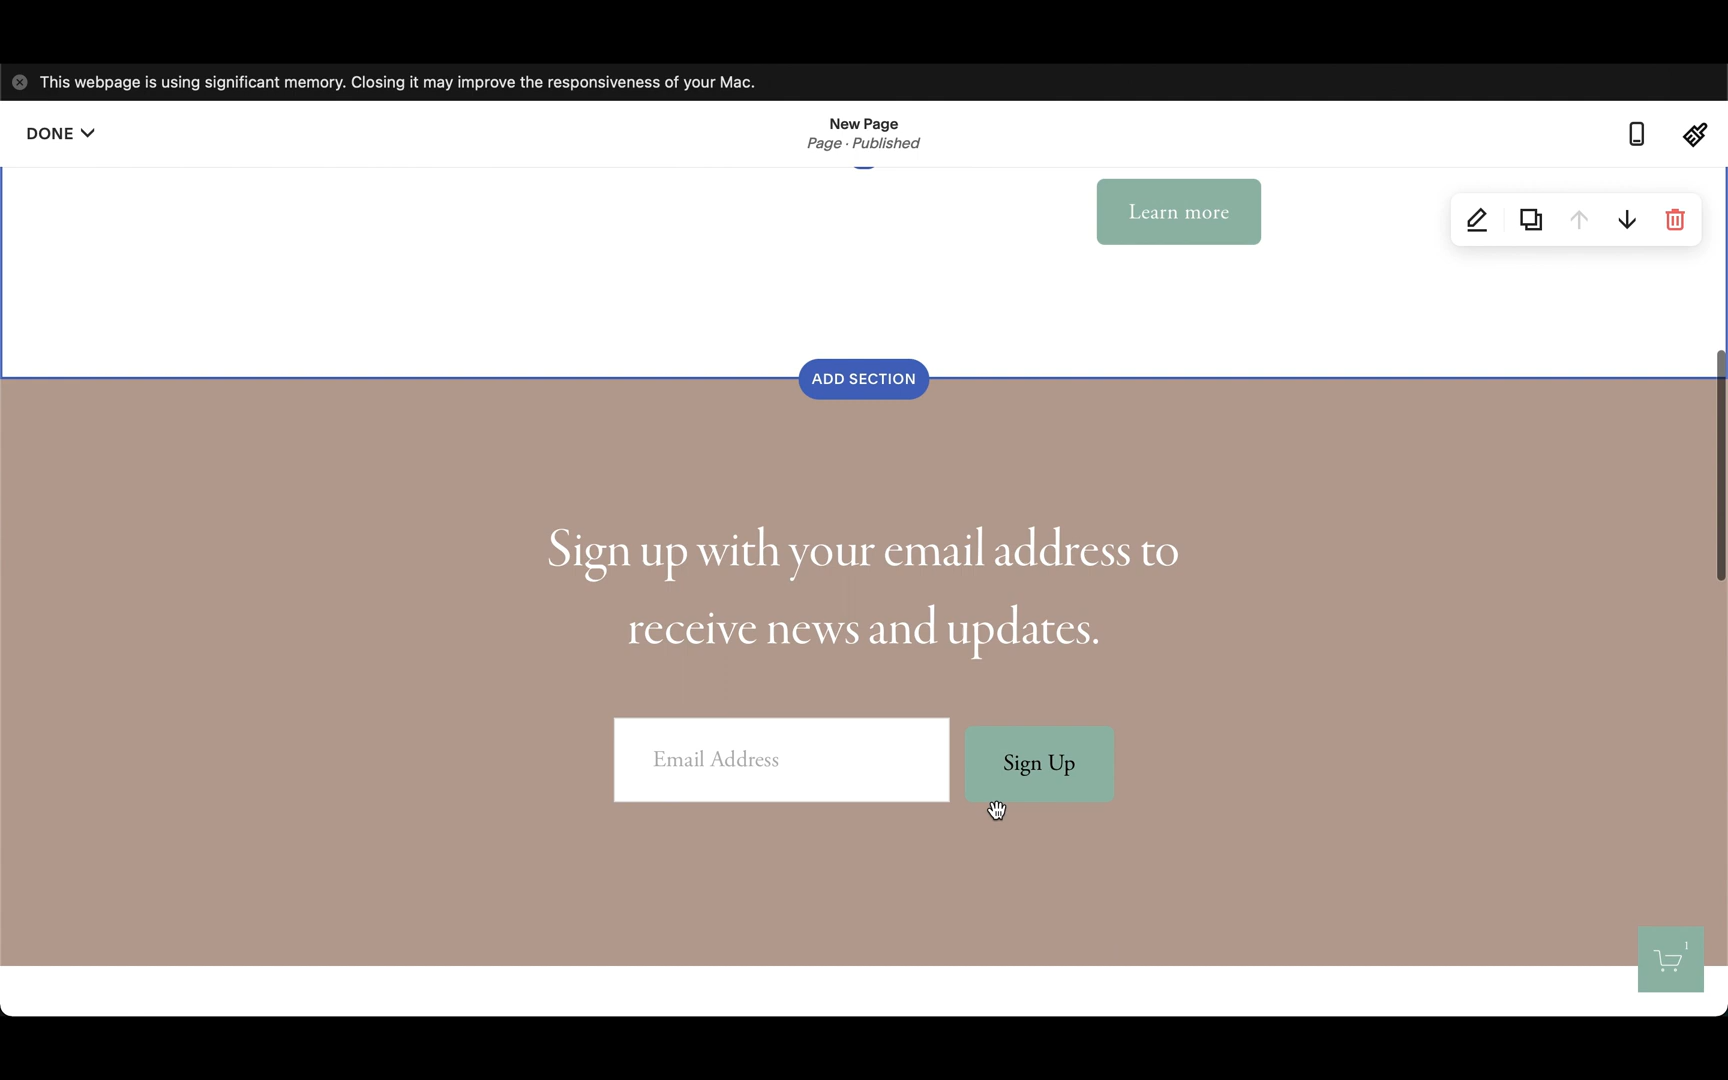 This webpage is using significant memory. Closing it may improve the responsiveness of your Mac.
DONE
New Page
Page · Published
Learn more
ADD SECTION
Sign up with your email address to
receive news and updates.
Email Address
Sign Up
1